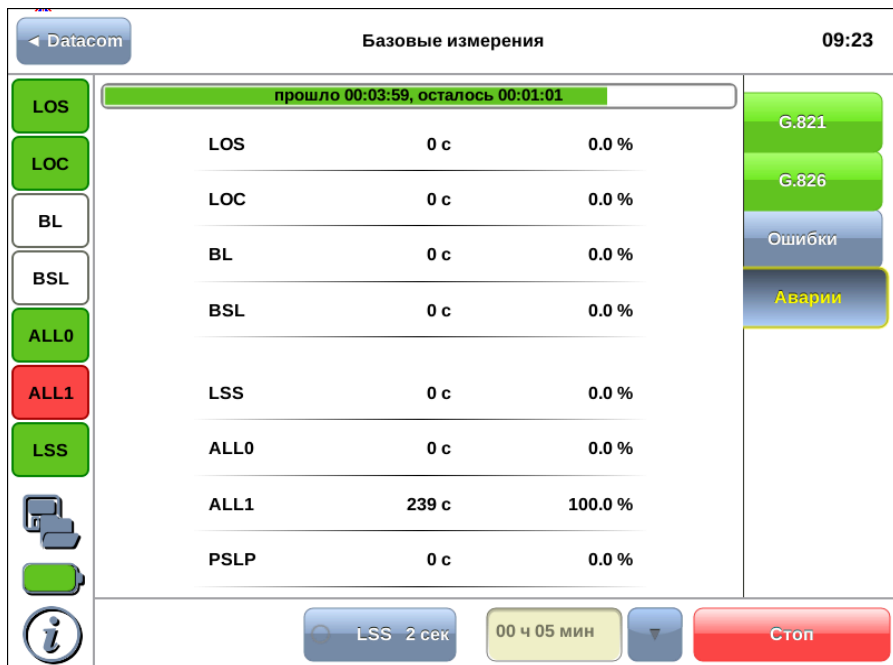 ◄ Datacom
Базовые измерения
09:23
LOS
LOC
BL
BSL
ALL0
ALL1
LSS
прошло 00:03:59, осталось 00:01:01
LOS 0 с 0.0 %
LOC 0 с 0.0 %
BL 0 с 0.0 %
BSL 0 с 0.0 %
LSS 0 с 0.0 %
ALL0 0 с 0.0 %
ALL1 239 с 100.0 %
PSLP 0 с 0.0 %
G.821
G.826
Ошибки
Аварии
i
LSS 2 сек
00 ч 05 мин
▼
Стоп